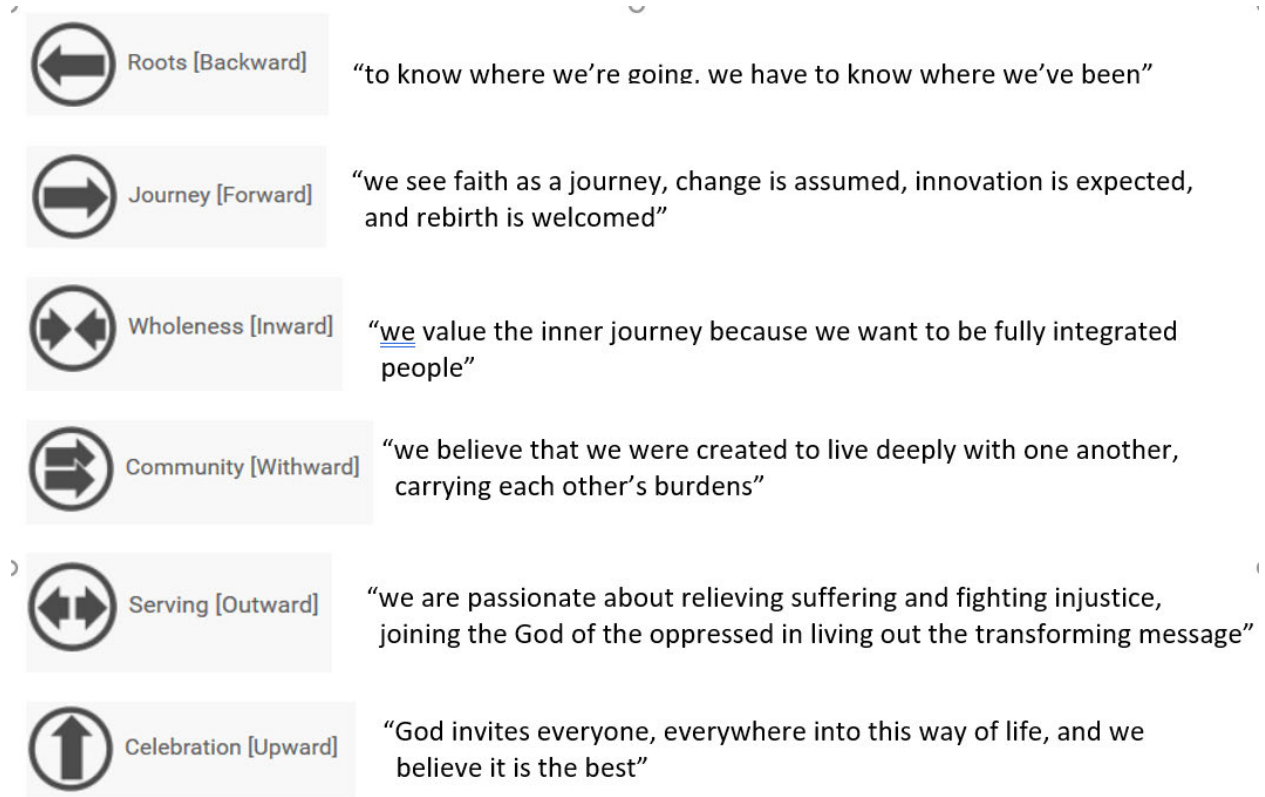 Roots [Backward] “to know where we’re going, we have to know where we’ve been”
Journey [Forward] “we see faith as a journey, change is assumed, innovation is expected,
and rebirth is welcomed”
Wholeness [Inward] “we value the inner journey because we want to be fully integrated
people”
Community [Withward] “we believe that we were created to live deeply with one another,
carrying each other’s burdens”
Serving [Outward] “we are passionate about relieving suffering and fighting injustice,
joining the God of the oppressed in living out the transforming message”
Celebration [Upward] “God invites everyone, everywhere into this way of life, and we
believe it is the best”